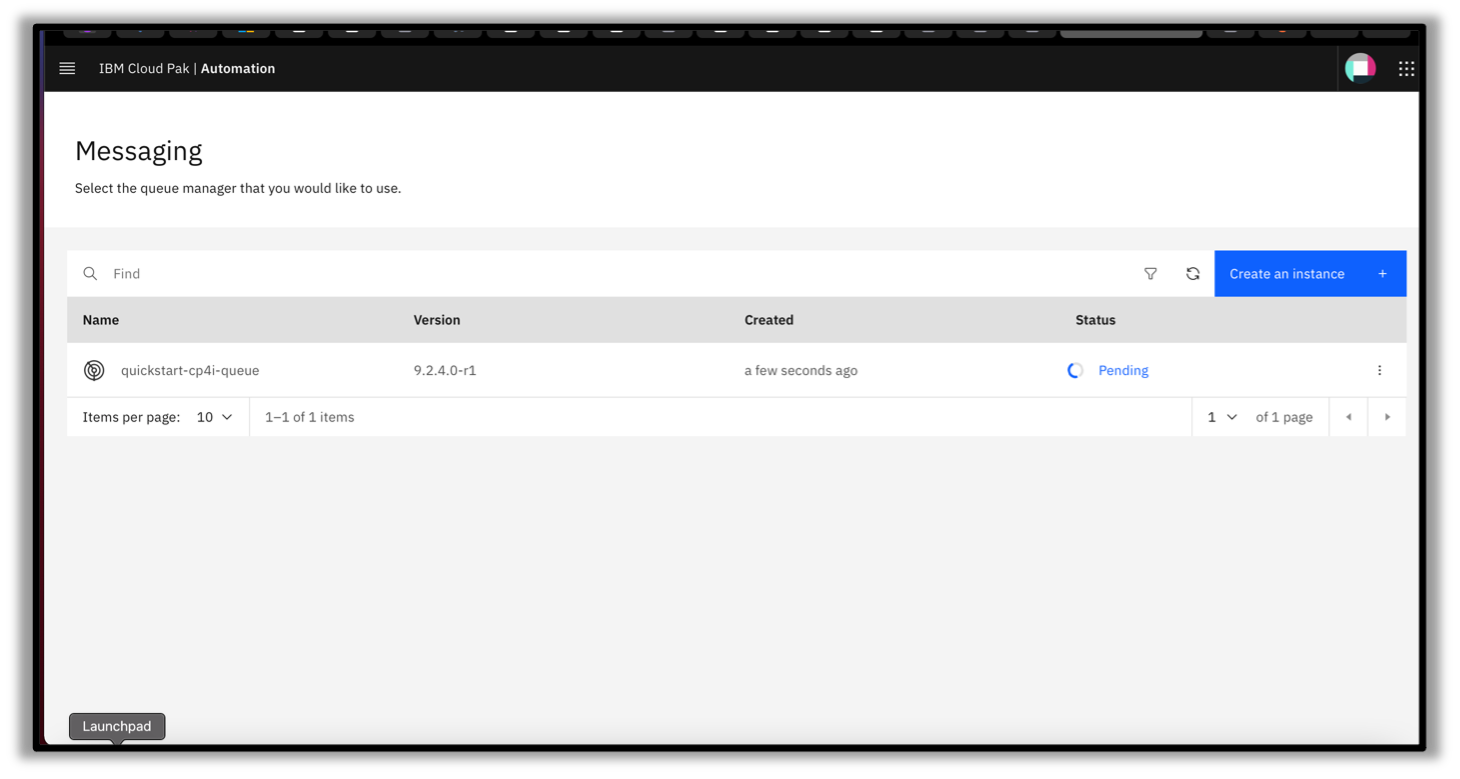 IBM Cloud Pak | Automation
Messaging
Select the queue manager that you would like to use.
Find
Create an instance +
Name Version Created Status
quickstart-cp4i-queue 9.2.4.0-r1 a few seconds ago Pending
Items per page: 10 1–1 of 1 items 1 of 1 page
Launchpad